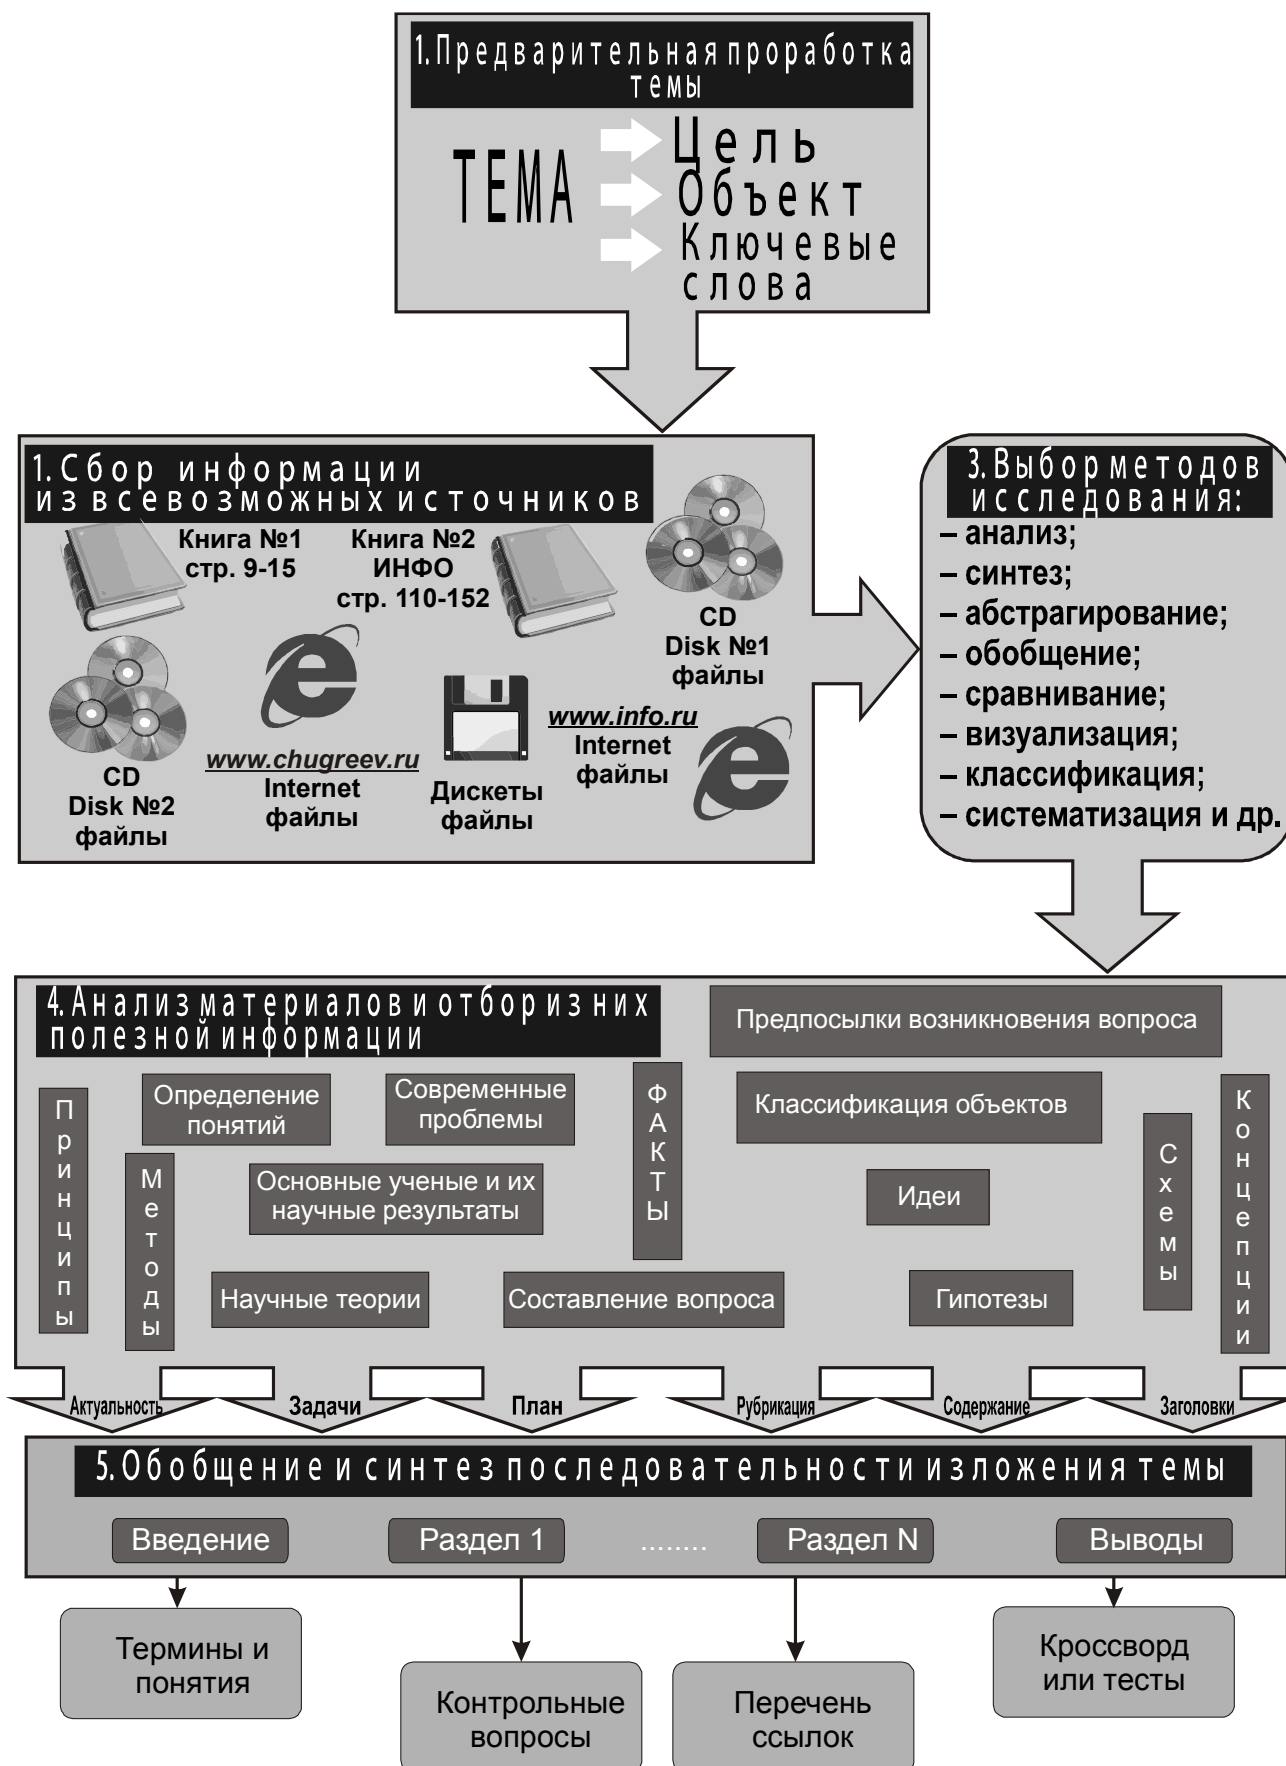 1. Предварительная проработка
темы
ТЕМА
Цель
Объект
Ключевые
слова
1. Сбор информации
из всевозможных источников
Книга №1
стр. 9-15
Книга №2
ИНФО
стр. 110-152
CD
Disk №1
файлы
CD
Disk №2
файлы
www.chugreev.ru
Internet
файлы
Дискеты
файлы
www.info.ru
Internet
файлы
3. Выбор методов
исследования:
– анализ;
– синтез;
– абстрагирование;
– обобщение;
– сравнивание;
– визуализация;
– классификация;
– систематизация и др.
4. Анализ материалов и отбор из них
полезной информации
Предпосылки возникновения вопроса
Принципы
Определение
понятий
Современные
проблемы
ФАКТЫ
Классификация объектов
Концепции
Методы
Основные ученые и их
научные результаты
Идеи
Схемы
Научные теории
Составление вопроса
Гипотезы
Актуальность
Задачи
План
Рубрикация
Содержание
Заголовки
5. Обобщение и синтез последовательности изложения темы
Введение
Раздел 1
........
Раздел N
Выводы
Термины и
понятия
Контрольные
вопросы
Перечень
ссылок
Кроссворд
или тесты